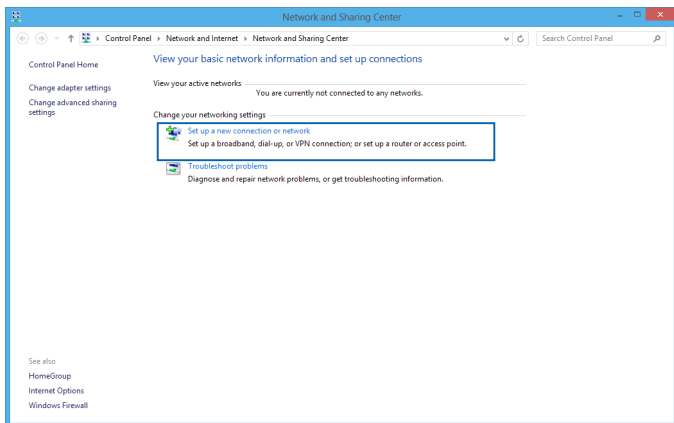 Network and Sharing Center
Control Panel Network and Internet Network and Sharing Center
Search Control Panel
Control Panel Home
Change adapter settings
Change advanced sharing
settings
View your basic network information and set up connections
View your active networks
You are currently not connected to any networks.
Change your networking settings
Set up a new connection or network
Set up a broadband, dial-up, or VPN connection; or set up a router or access point.
Troubleshoot problems
Diagnose and repair network problems, or get troubleshooting information.
See also
HomeGroup
Internet Options
Windows Firewall